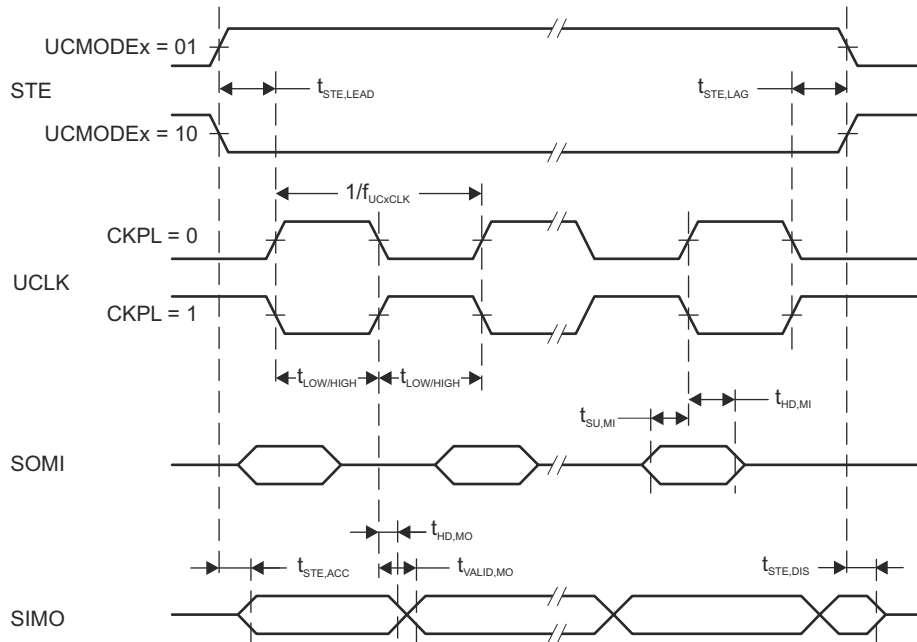 UCMODEx = 01
STE
t_STE,LEAD
t_STE,LAG
UCMODEx = 10
1/f_UCxCLK
CKPL = 0
UCLK
CKPL = 1
t_LOW/HIGH
t_LOW/HIGH
t_SU,MI
t_HD,MI
SOMI
t_HD,MO
t_STE,ACC
t_VALID,MO
t_STE,DIS
SIMO